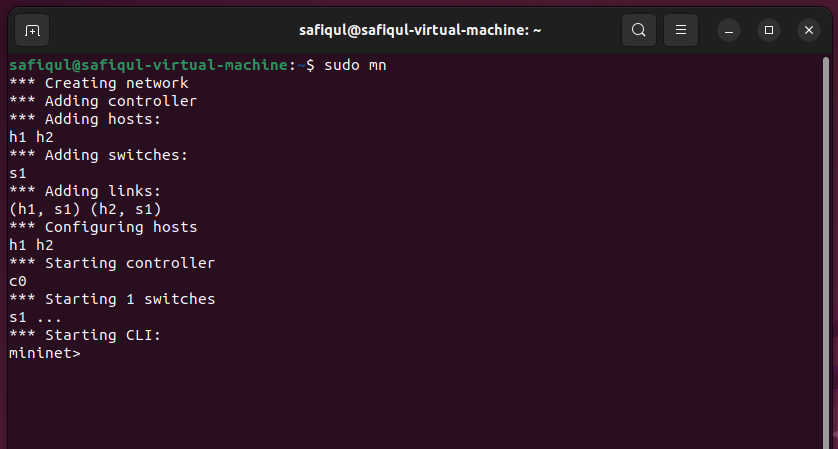 safiqul@safiqul-virtual-machine: ~
safiqul@safiqul-virtual-machine:~$ sudo mn
*** Creating network
*** Adding controller
*** Adding hosts:
h1 h2
*** Adding switches:
s1
*** Adding links:
(h1, s1) (h2, s1)
*** Configuring hosts
h1 h2
*** Starting controller
c0
*** Starting 1 switches
s1 ...
*** Starting CLI:
mininet>